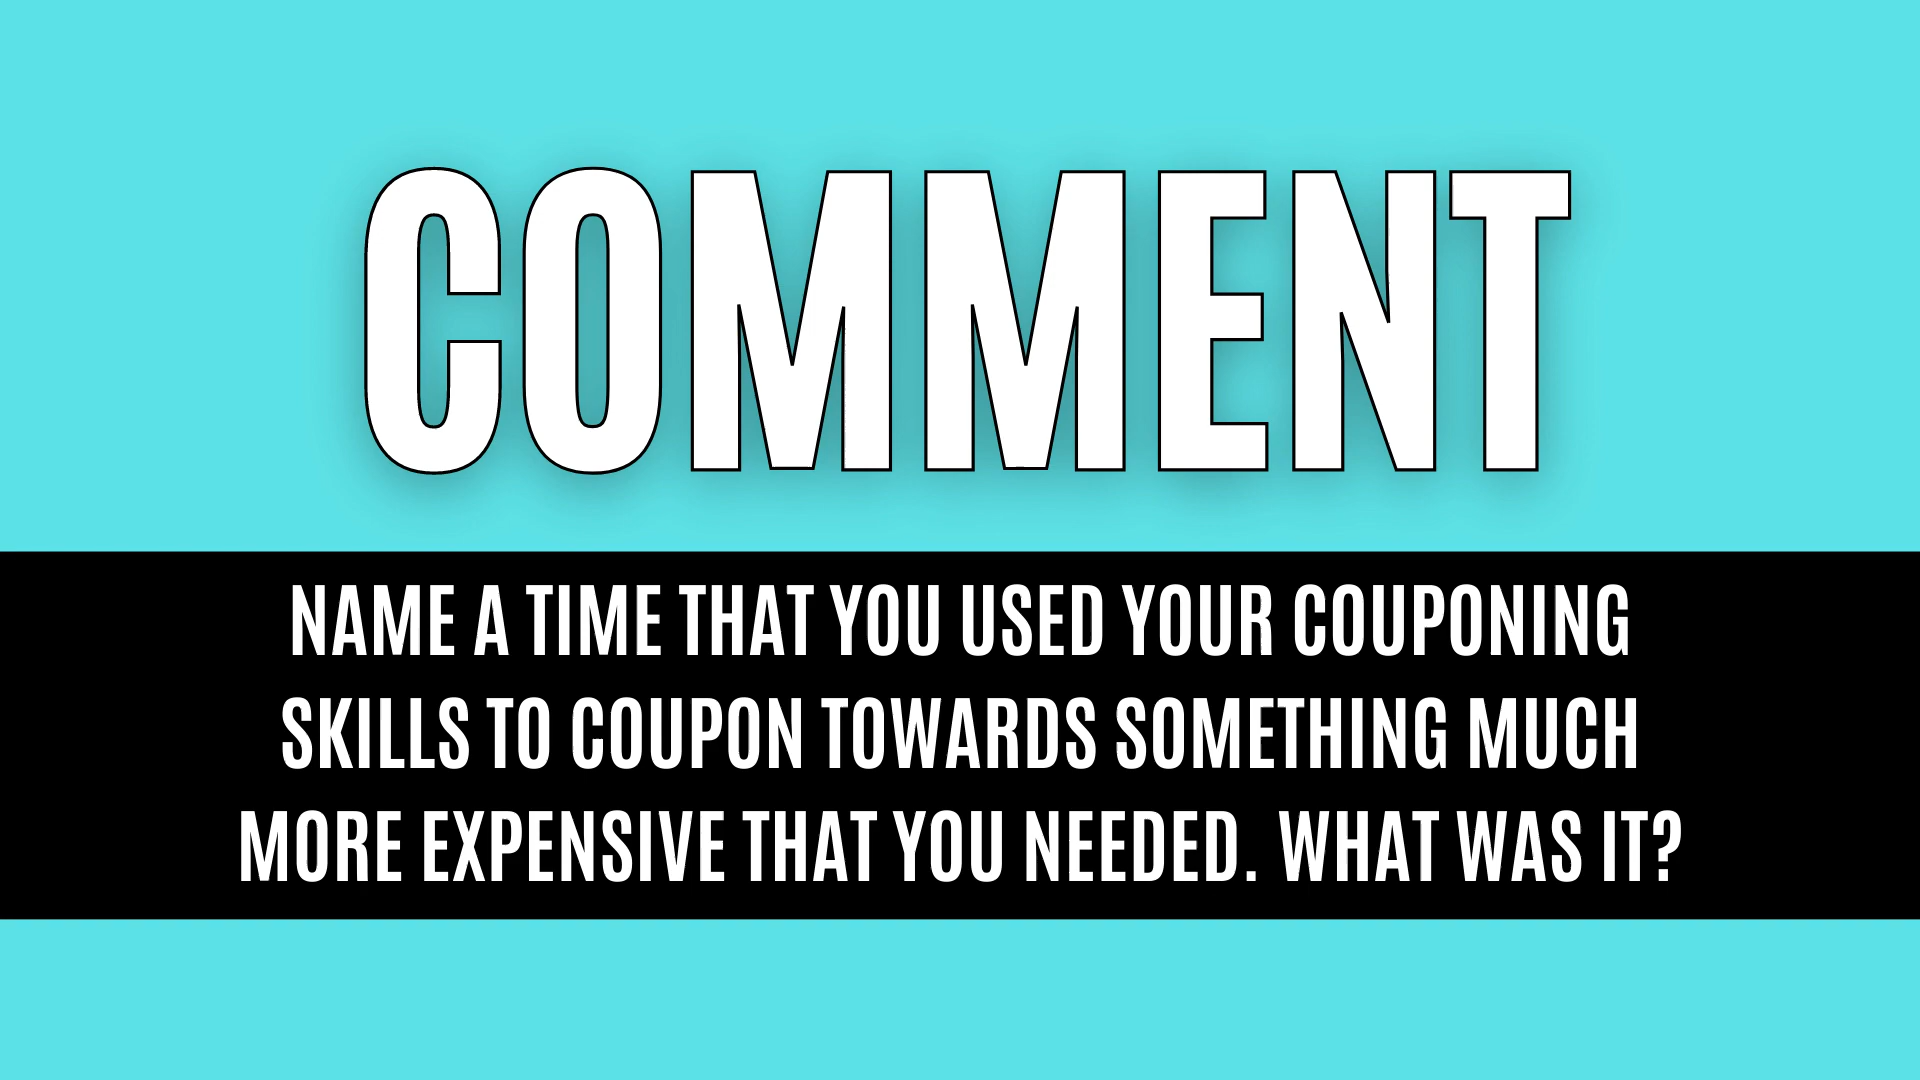 COMMENT
NAME A TIME THAT YOU USED YOUR COUPONING
SKILLS TO COUPON TOWARDS SOMETHING MUCH
MORE EXPENSIVE THAT YOU NEEDED. WHAT WAS IT?